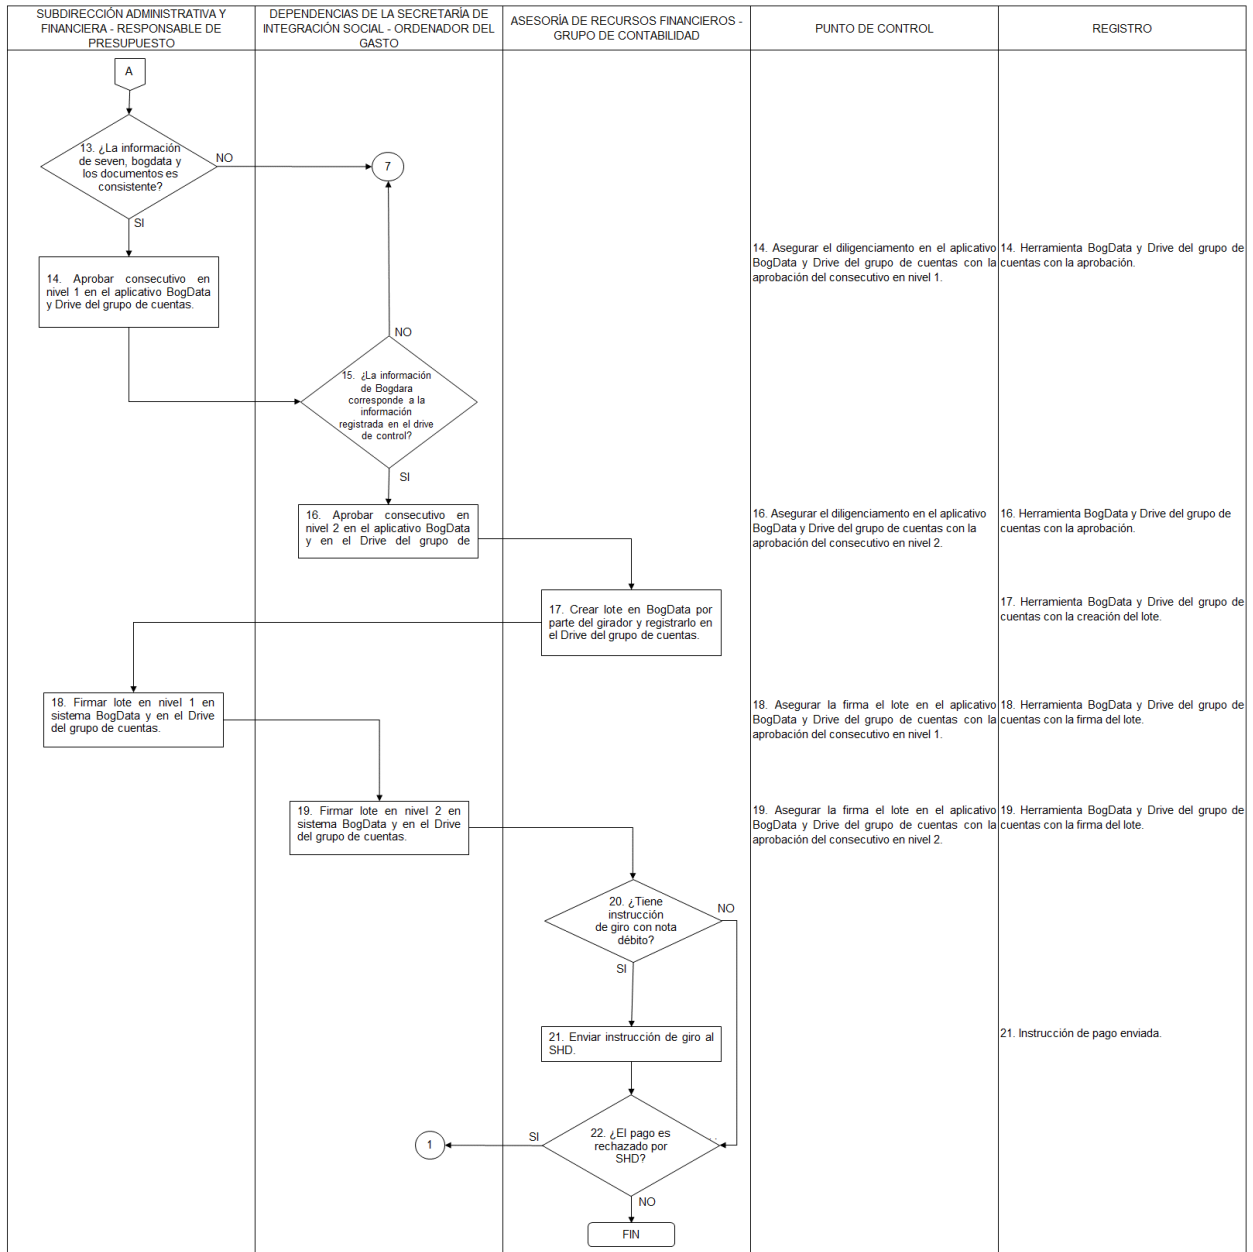 SUBDIRECCIÓN ADMINISTRATIVA Y
FINANCIERA - RESPONSABLE DE
PRESUPUESTO
DEPENDENCIAS DE LA SECRETARÍA DE
INTEGRACIÓN SOCIAL - ORDENADOR DEL
GASTO
ASESORÍA DE RECURSOS FINANCIEROS -
GRUPO DE CONTABILIDAD
PUNTO DE CONTROL
REGISTRO
A
13. ¿La información
de seven, bogdata y
los documentos es
consistente?
NO
7
SI
14. Aprobar consecutivo en
nivel 1 en el aplicativo BogData
y Drive del grupo de cuentas.
14. Asegurar el diligenciamento en el aplicativo
BogData y Drive del grupo de cuentas con la
aprobación del consecutivo en nivel 1.
14. Herramienta BogData y Drive del grupo de
cuentas con la aprobación.
NO
15. ¿La información
de Bogdara
corresponde a la
información
registrada en el drive
de control?
SI
16. Aprobar consecutivo en
nivel 2 en el aplicativo BogData
y en el Drive del grupo de
16. Asegurar el diligenciamento en el aplicativo
BogData y Drive del grupo de cuentas con la
aprobación del consecutivo en nivel 2.
16. Herramienta BogData y Drive del grupo de
cuentas con la aprobación.
17. Crear lote en BogData por
parte del girador y registrarlo en
el Drive del grupo de cuentas.
17. Herramienta BogData y Drive del grupo de
cuentas con la creación del lote.
18. Firmar lote en nivel 1 en
sistema BogData y en el Drive
del grupo de cuentas.
18. Asegurar la firma el lote en el aplicativo
BogData y Drive del grupo de cuentas con la
aprobación del consecutivo en nivel 1.
18. Herramienta BogData y Drive del grupo de
cuentas con la firma del lote.
19. Firmar lote en nivel 2 en
sistema BogData y en el Drive
del grupo de cuentas.
19. Asegurar la firma el lote en el aplicativo
BogData y Drive del grupo de cuentas con la
aprobación del consecutivo en nivel 2.
19. Herramienta BogData y Drive del grupo de
cuentas con la firma del lote.
20. ¿Tiene
instrucción
de giro con nota
débito?
NO
SI
21. Enviar instrucción de giro al
SHD.
21. Instrucción de pago enviada.
22. ¿El pago es
rechazado por
SHD?
SI
1
NO
FIN